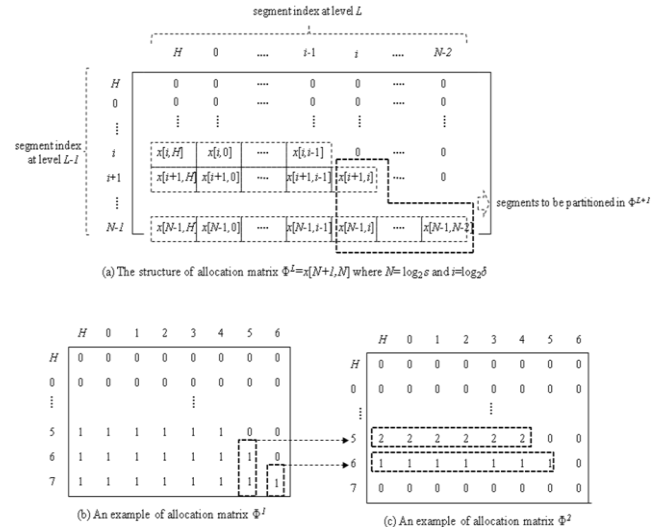 segment index at level L
H 0 .... i-1 i .... N-2
segment index at level L-1
H 0 0 .... 0 0 .... 0
0 0 0 .... 0 0 .... 0
i x[i,H] x[i,0] .... x[i,i-1] 0 .... 0
i+1 x[i+1,H] x[i+1,0] .... x[i+1,i-1] x[i+1,i] .... 0
segments to be partitioned in Φ^{L+1}
N-1 x[N-1,H] x[N-1,0] .... x[N-1,i-1] x[N-1,i] .... x[N-1,N-2]
(a) The structure of allocation matrix Φ^L=x[N+1,N] where N= log₂s and i=log₂δ
H 0 1 2 3 4 5 6
H 0 0 0 0 0 0 0 0
0 0 0 0 0 0 0 0 0
5 1 1 1 1 1 1 0 0
6 1 1 1 1 1 1 1 0
7 1 1 1 1 1 1 1 1
(b) An example of allocation matrix Φ^1
H 0 1 2 3 4 5 6
H 0 0 0 0 0 0 0 0
0 0 0 0 0 0 0 0 0
5 2 2 2 2 2 2 0 0
6 1 1 1 1 1 1 1 0
7 0 0 0 0 0 0 0 0
(c) An example of allocation matrix Φ^2